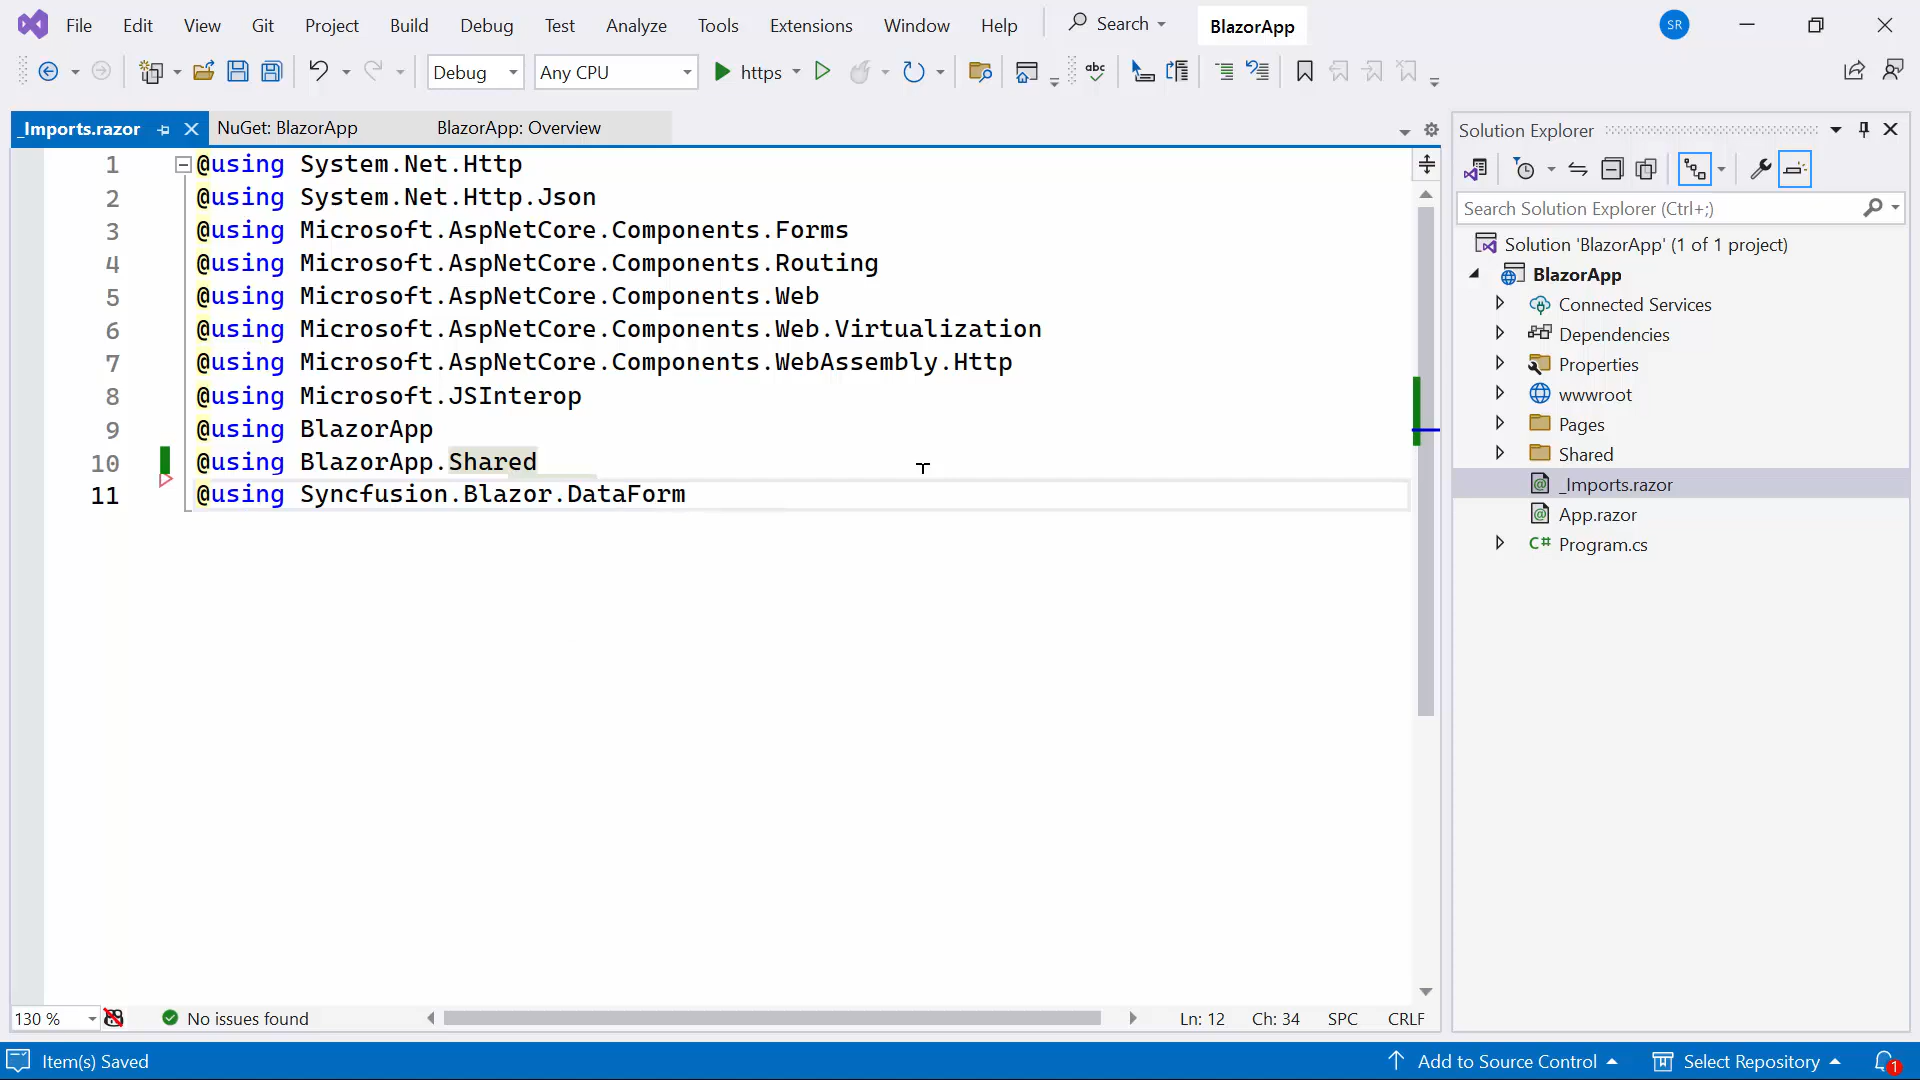 File Edit View Git Project Build Debug Test Analyze Tools Extensions Window Help Search BlazorApp SR
Debug Any CPU https abc
_Imports.razor NuGet: BlazorApp BlazorApp: Overview
1 @using System.Net.Http
2 @using System.Net.Http.Json
3 @using Microsoft.AspNetCore.Components.Forms
4 @using Microsoft.AspNetCore.Components.Routing
5 @using Microsoft.AspNetCore.Components.Web
6 @using Microsoft.AspNetCore.Components.Web.Virtualization
7 @using Microsoft.AspNetCore.Components.WebAssembly.Http
8 @using Microsoft.JSInterop
9 @using BlazorApp
10 @using BlazorApp.Shared
11 @using Syncfusion.Blazor.DataForm
130 % No issues found Ln: 12 Ch: 34 SPC CRLF
Solution Explorer
Search Solution Explorer (Ctrl+;)
Solution 'BlazorApp' (1 of 1 project)
BlazorApp
Connected Services
Dependencies
Properties
wwwroot
Pages
Shared
@ _Imports.razor
@ App.razor
C# Program.cs
Item(s) Saved Add to Source Control Select Repository 1